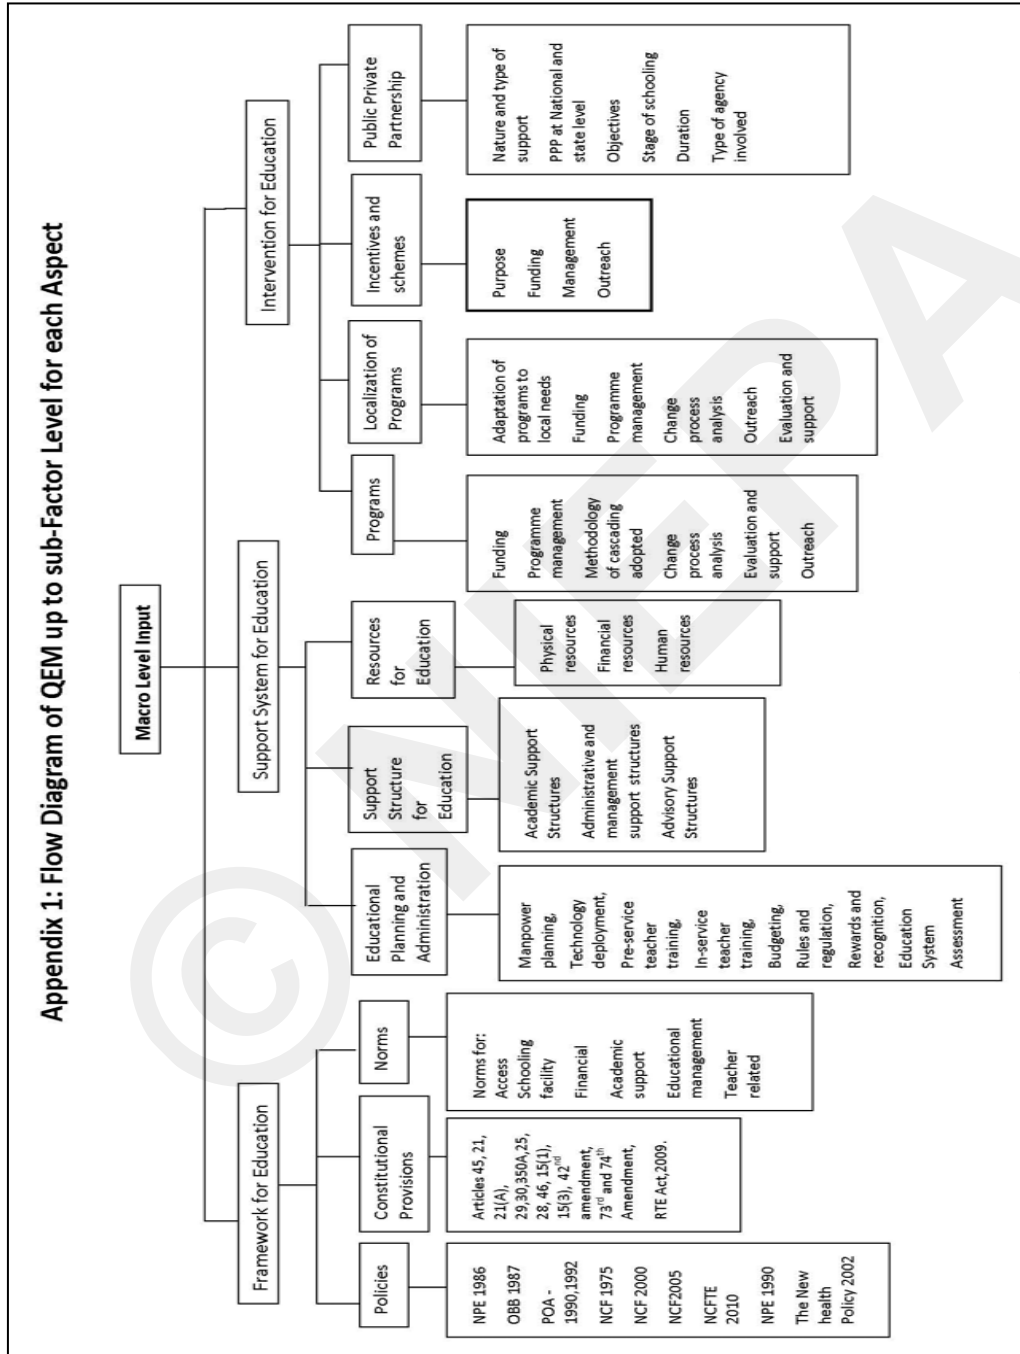 Appendix 1: Flow Diagram of QEM up to sub-Factor Level for each Aspect
Macro Level Input
Framework for Education
Support System for Education
Intervention for Education
Policies
Constitutional
Provisions
Norms
Educational
Planning and
Administration
Support
Structure
for
Education
Resources
for
Education
Programs
Localization of
Programs
Incentives and
schemes
Public Private
Partnership
NPE 1986
OBB 1987
POA -
1990,1992
NCF 1975
NCF 2000
NCF2005
NCFTE
2010
NPE 1990
The New
health
Policy 2002
Articles 45, 21,
21(A),
29,30,350A,25,
28, 46, 15(1),
15(3), 42nd
amendment,
73rd and 74th
Amendment,
RTE Act,2009.
Norms for:
Access
Schooling
facility
Financial
Academic
support
Educational
management
Teacher
related
Manpower
planning,
Technology
deployment,
Pre-service
teacher
training,
In-service
teacher
training,
Budgeting,
Rules and
regulation,
Rewards and
recognition,
Education
System
Assessment
Academic Support
Structures
Administrative and
management
support structures
Advisory Support
Structures
Physical
resources
Financial
resources
Human
resources
Funding
Programme
management
Methodology
of cascading
adopted
Change
process
analysis
Evaluation and
support
Outreach
Adaptation of
programs to
local needs
Funding
Programme
management
Change
process
analysis
Outreach
Evaluation and
support
Purpose
Funding
Management
Outreach
Nature and type of
support
PPP at National and
state level
Objectives
Stage of schooling
Duration
Type of agency
involved
© NIEPA